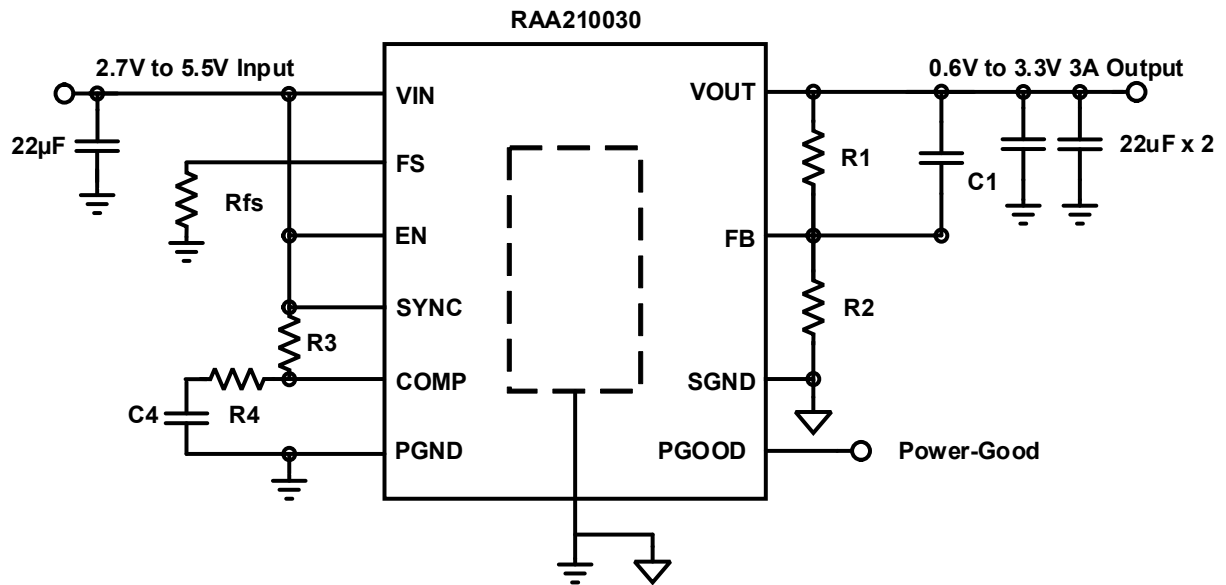 RAA210030
2.7V to 5.5V Input
0.6V to 3.3V 3A Output
VIN
VOUT
22µF
FS
R1
C1
22uF x 2
Rfs
EN
FB
SYNC
R2
R3
COMP
SGND
C4
R4
PGND
PGOOD
Power-Good